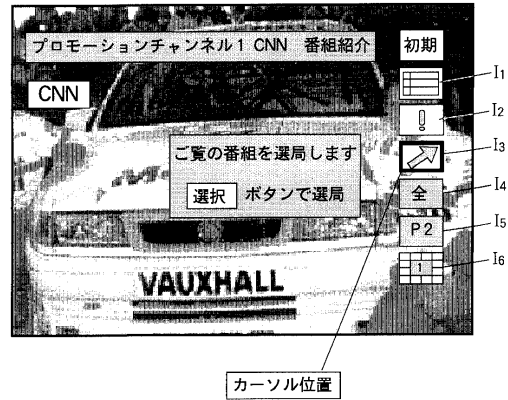 プロモーションチャンネル1 CNN 番組紹介
初期
CNN
I1
I2
ご覧の番組を選局します
I3
選択 ボタンで選局
全
I4
P2
I5
1
I6
VAUXHALL
カーソル位置